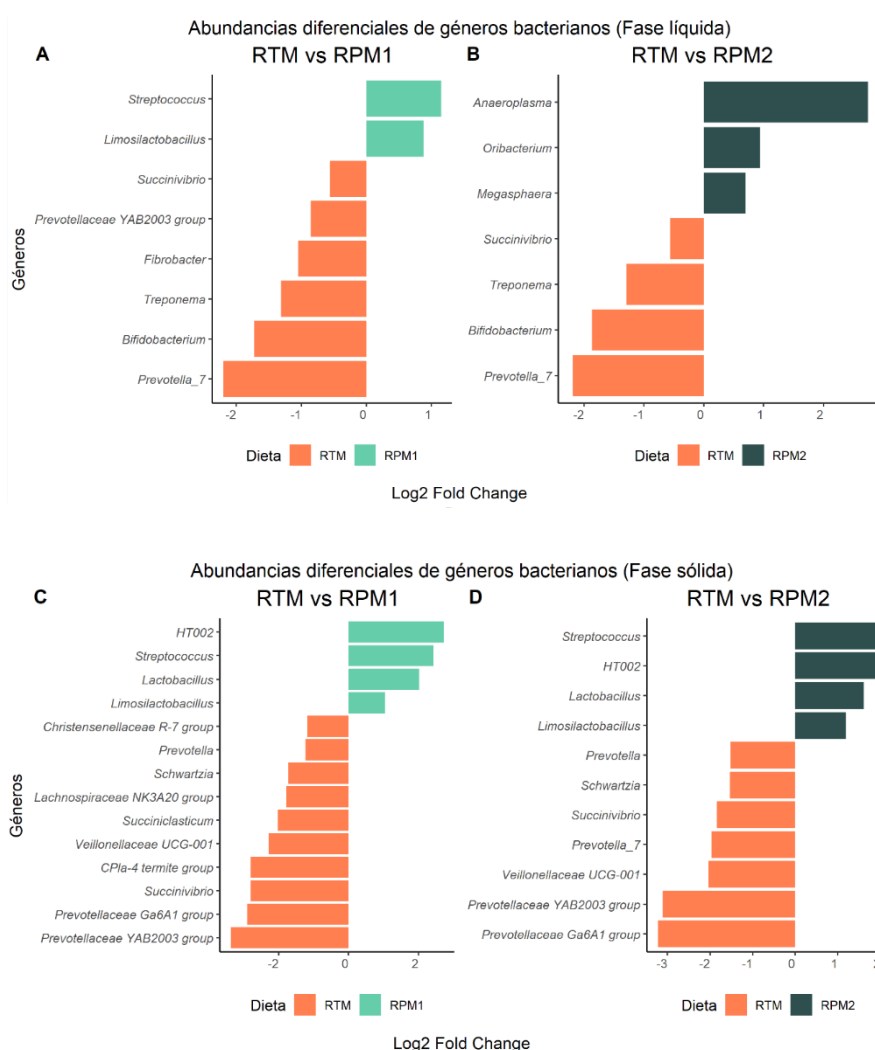 Abundancias diferenciales de géneros bacterianos (Fase líquida)
A
RTM vs RPM1
Streptococcus
Limosilactobacillus
Succinivibrio
Prevotellaceae YAB2003 group
Fibrobacter
Treponema
Bifidobacterium
Prevotella_7
-2 -1 0 1
Dieta RTM RPM1
B
RTM vs RPM2
Anaeroplasma
Oribacterium
Megasphaera
Succinivibrio
Treponema
Bifidobacterium
Prevotella_7
-2 -1 0 1 2
Dieta RTM RPM2
Géneros
Log2 Fold Change
Abundancias diferenciales de géneros bacterianos (Fase sólida)
C
RTM vs RPM1
HT002
Streptococcus
Lactobacillus
Limosilactobacillus
Christensenellaceae R-7 group
Prevotella
Schwartzia
Lachnospiraceae NK3A20 group
Succiniclasticum
Veillonellaceae UCG-001
CPla-4 termite group
Succinivibrio
Prevotellaceae Ga6A1 group
Prevotellaceae YAB2003 group
-2 0 2
Dieta RTM RPM1
D
RTM vs RPM2
Streptococcus
HT002
Lactobacillus
Limosilactobacillus
Prevotella
Schwartzia
Succinivibrio
Prevotella_7
Veillonellaceae UCG-001
Prevotellaceae YAB2003 group
Prevotellaceae Ga6A1 group
-3 -2 -1 0 1 2
Dieta RTM RPM2
Géneros
Log2 Fold Change